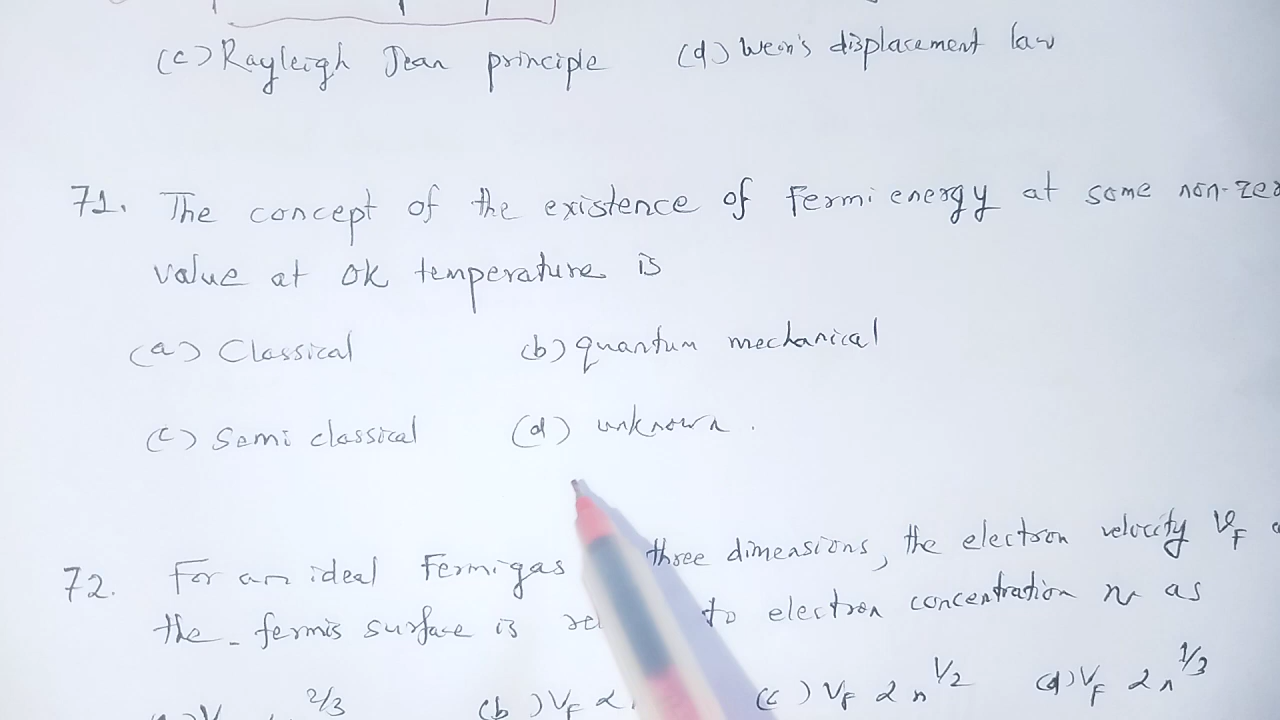 (c) Rayleigh Jean principle (d) Wein's displacement law
71. The concept of the existence of Fermi energy at some
value at 0K temperature is
(a) Classical (b) quantum mechanical
(c) Semi classical (d) unknown.
72. For an ideal Fermi gas three dimensions, the electron velocity V_F
the fermis surface is to electron concentration n as
2/3 (b) V_F α (c) V_F α n^1/2 (d) V_F α n^1/3